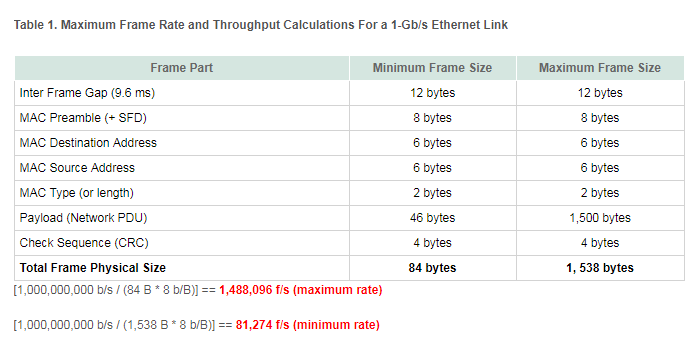 Table 1. Maximum Frame Rate and Throughput Calculations For a 1-Gb/s Ethernet Link
Frame Part Minimum Frame Size Maximum Frame Size
Inter Frame Gap (9.6 ms) 12 bytes 12 bytes
MAC Preamble (+ SFD) 8 bytes 8 bytes
MAC Destination Address 6 bytes 6 bytes
MAC Source Address 6 bytes 6 bytes
MAC Type (or length) 2 bytes 2 bytes
Payload (Network PDU) 46 bytes 1,500 bytes
Check Sequence (CRC) 4 bytes 4 bytes
Total Frame Physical Size 84 bytes 1, 538 bytes
[1,000,000,000 b/s / (84 B * 8 b/B)] == 1,488,096 f/s (maximum rate)
[1,000,000,000 b/s / (1,538 B * 8 b/B)] == 81,274 f/s (minimum rate)